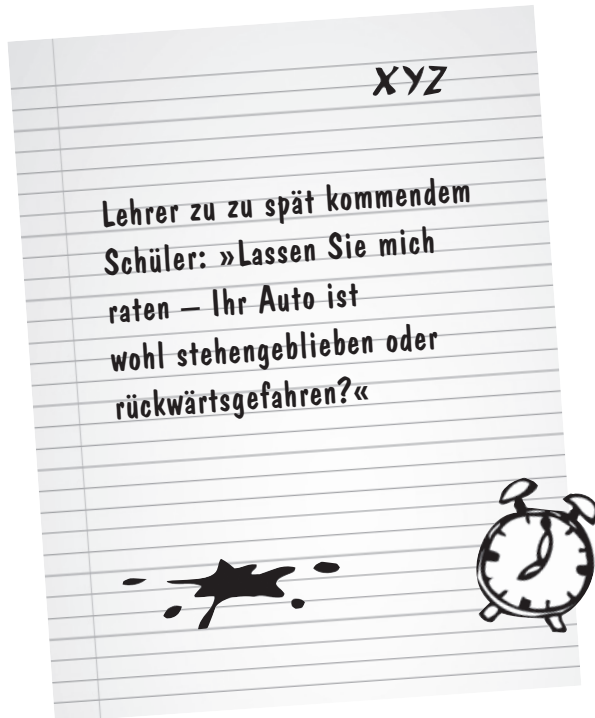 XYZ
Lehrer zu zu spät kommendem
Schüler: »Lassen Sie mich
raten – Ihr Auto ist
wohl stehengeblieben oder
rückwärtsgefahren?«